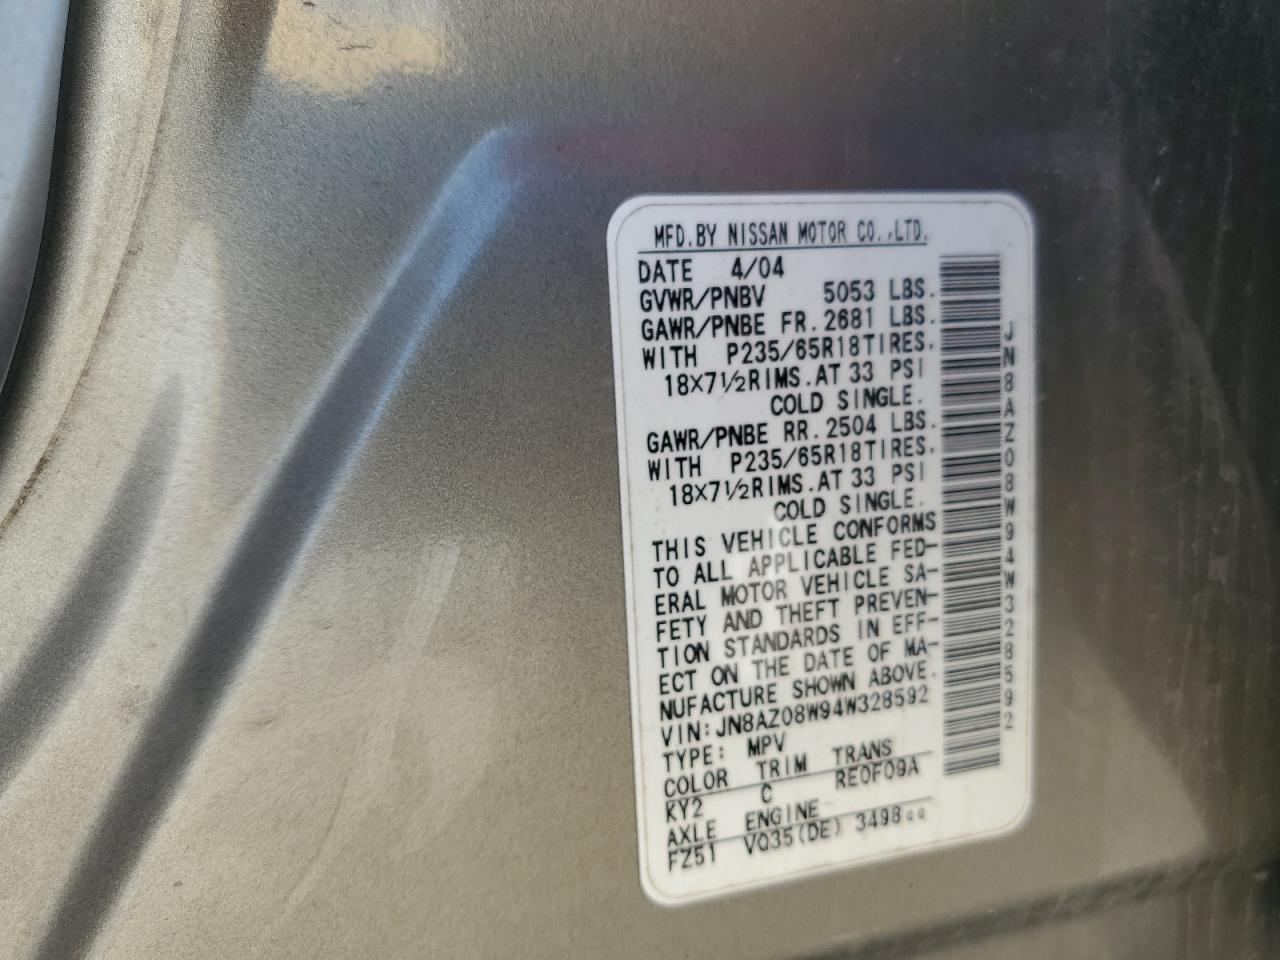 MFD.BY NISSAN MOTOR CO.,LTD.
DATE 4/04
GVWR/PNBV 5053 LBS.
GAWR/PNBE FR. 2681 LBS.
WITH P235/65R18TIRES.
18×7½RIMS.AT 33 PSI
COLD SINGLE.
GAWR/PNBE RR. 2504 LBS.
WITH P235/65R18TIRES.
18×7½RIMS.AT 33 PSI
COLD SINGLE.
THIS VEHICLE CONFORMS
TO ALL APPLICABLE FED-
ERAL MOTOR VEHICLE SA-
FETY AND THEFT PREVEN-
TION STANDARDS IN EFF-
ECT ON THE DATE OF MA-
NUFACTURE SHOWN ABOVE.
VIN:JN8AZ08W94W328592
TYPE: MPV
COLOR TRIM TRANS
KY2 C RE0F09A
AXLE ENGINE
FZ51 VQ35(DE) 3498cc
JN8AZ08W94W328592